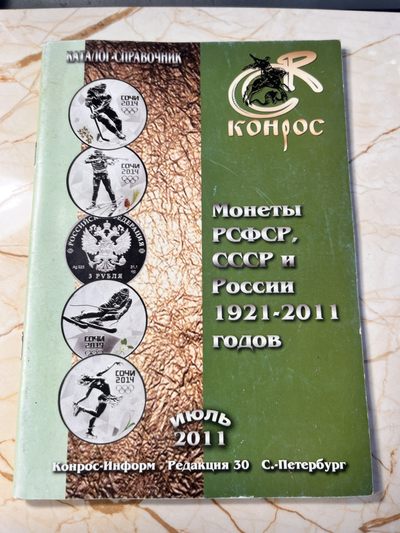 КАТАЛОГ-СПРАВОЧНИК
CR
КОНРОС
СОЧИ
2014
СОЧИ
2014
РОССИЙСКАЯ ФЕДЕРАЦИЯ
3 РУБЛЯ
СОЧИ
2014
СОЧИ
2014
Монеты
РСФСР,
СССР и
России
1921-2011
годов
ИЮЛЬ
2011
Конрос-Информ - Редакция 30 С.-Петербург